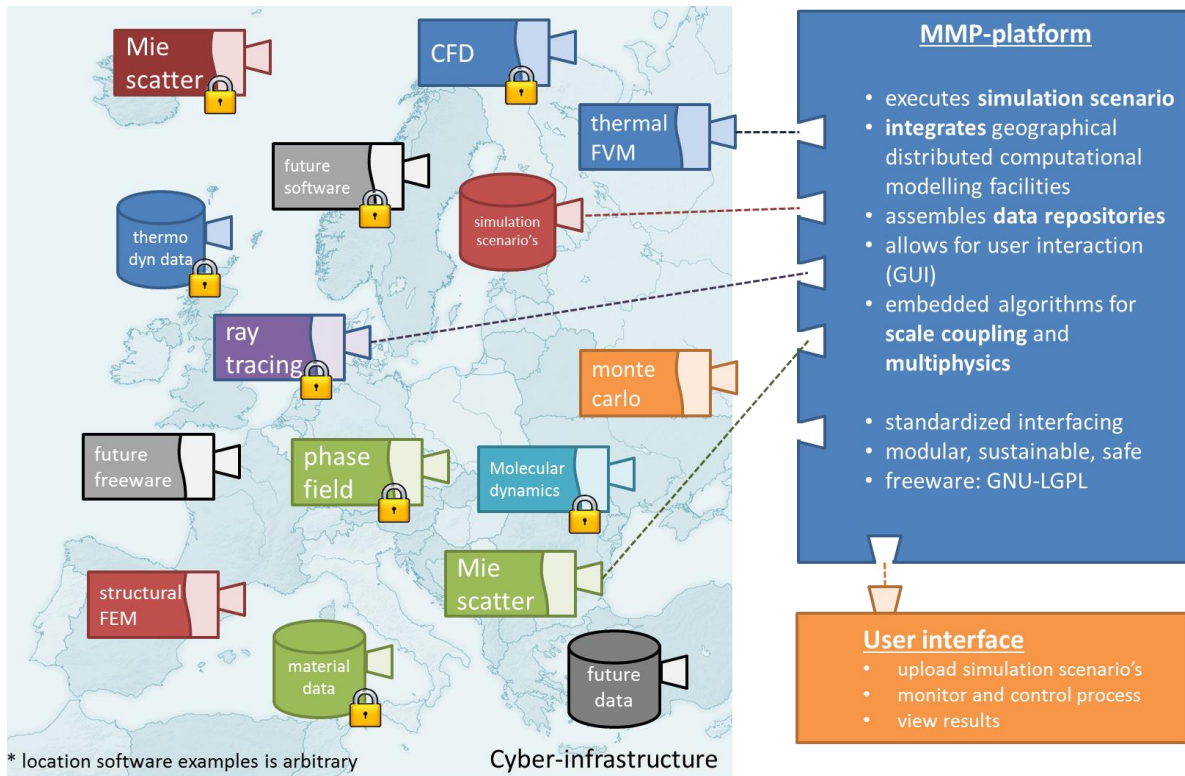 Mie
scatter
CFD
thermal
FVM
future
software
thermo
dyn data
simulation
scenario's
ray
tracing
monte
carlo
future
freeware
phase
field
Molecular
dynamics
structural
FEM
Mie
scatter
material
data
future
data
* location software examples is arbitrary
Cyber-infrastructure
MMP-platform
• executes simulation scenario
• integrates geographical
distributed computational
modelling facilities
• assembles data repositories
• allows for user interaction
(GUI)
• embedded algorithms for
scale coupling and
multiphysics
• standardized interfacing
• modular, sustainable, safe
• freeware: GNU-LGPL
User interface
• upload simulation scenario's
• monitor and control process
• view results